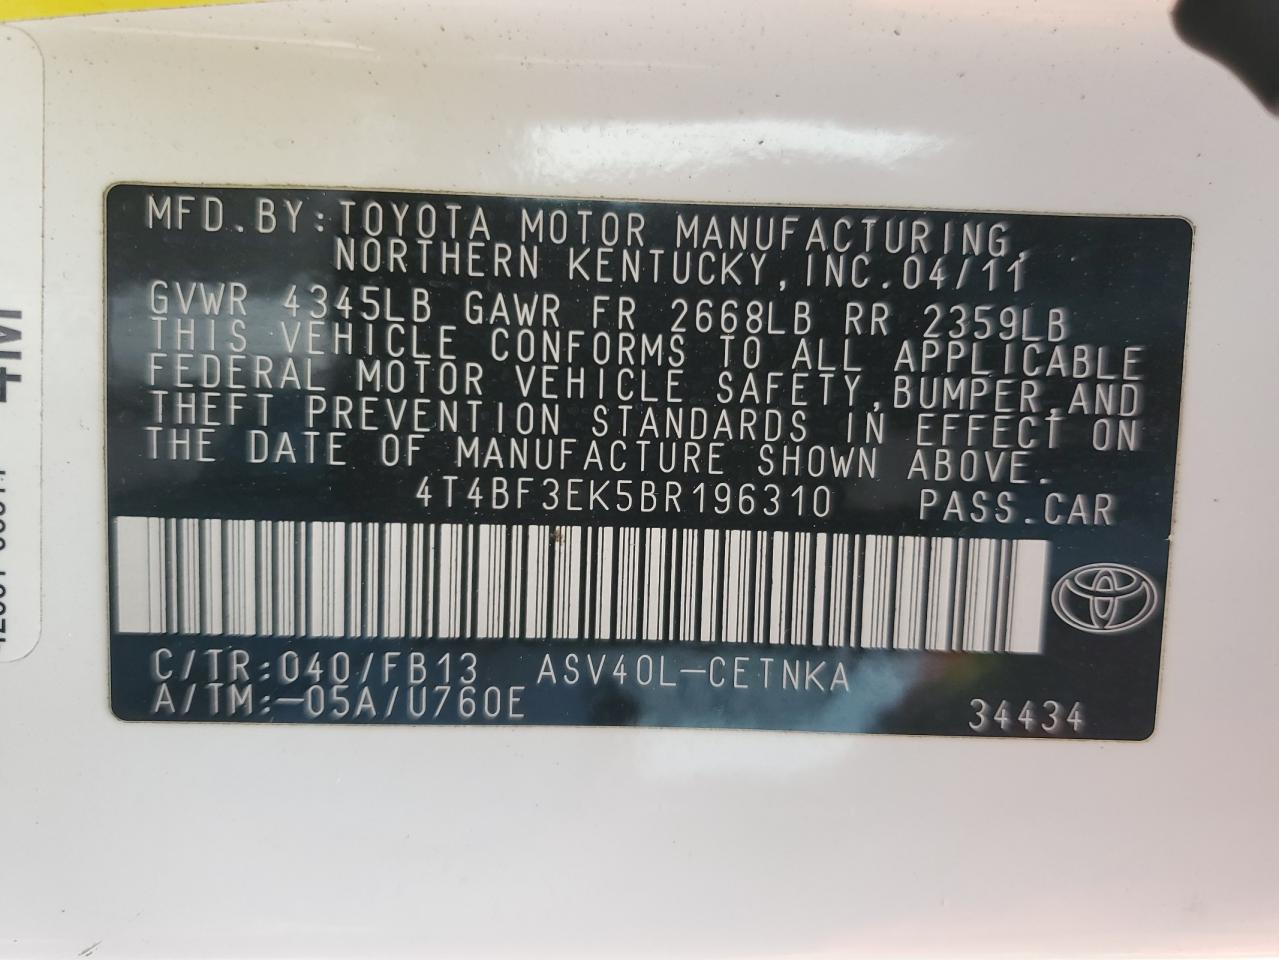 MFD.BY:TOYOTA MOTOR MANUFACTURING,
NORTHERN KENTUCKY,INC.04/11
GVWR 4345LB GAWR FR 2668LB RR 2359LB
THIS VEHICLE CONFORMS TO ALL APPLICABLE
FEDERAL MOTOR VEHICLE SAFETY,BUMPER,AND
THEFT PREVENTION STANDARDS IN EFFECT ON
THE DATE OF MANUFACTURE SHOWN ABOVE.
4T4BF3EK5BR196310 PASS.CAR
C/TR:040/FB13 ASV40L-CETNKA
A/TM:-05A/U760E 34434